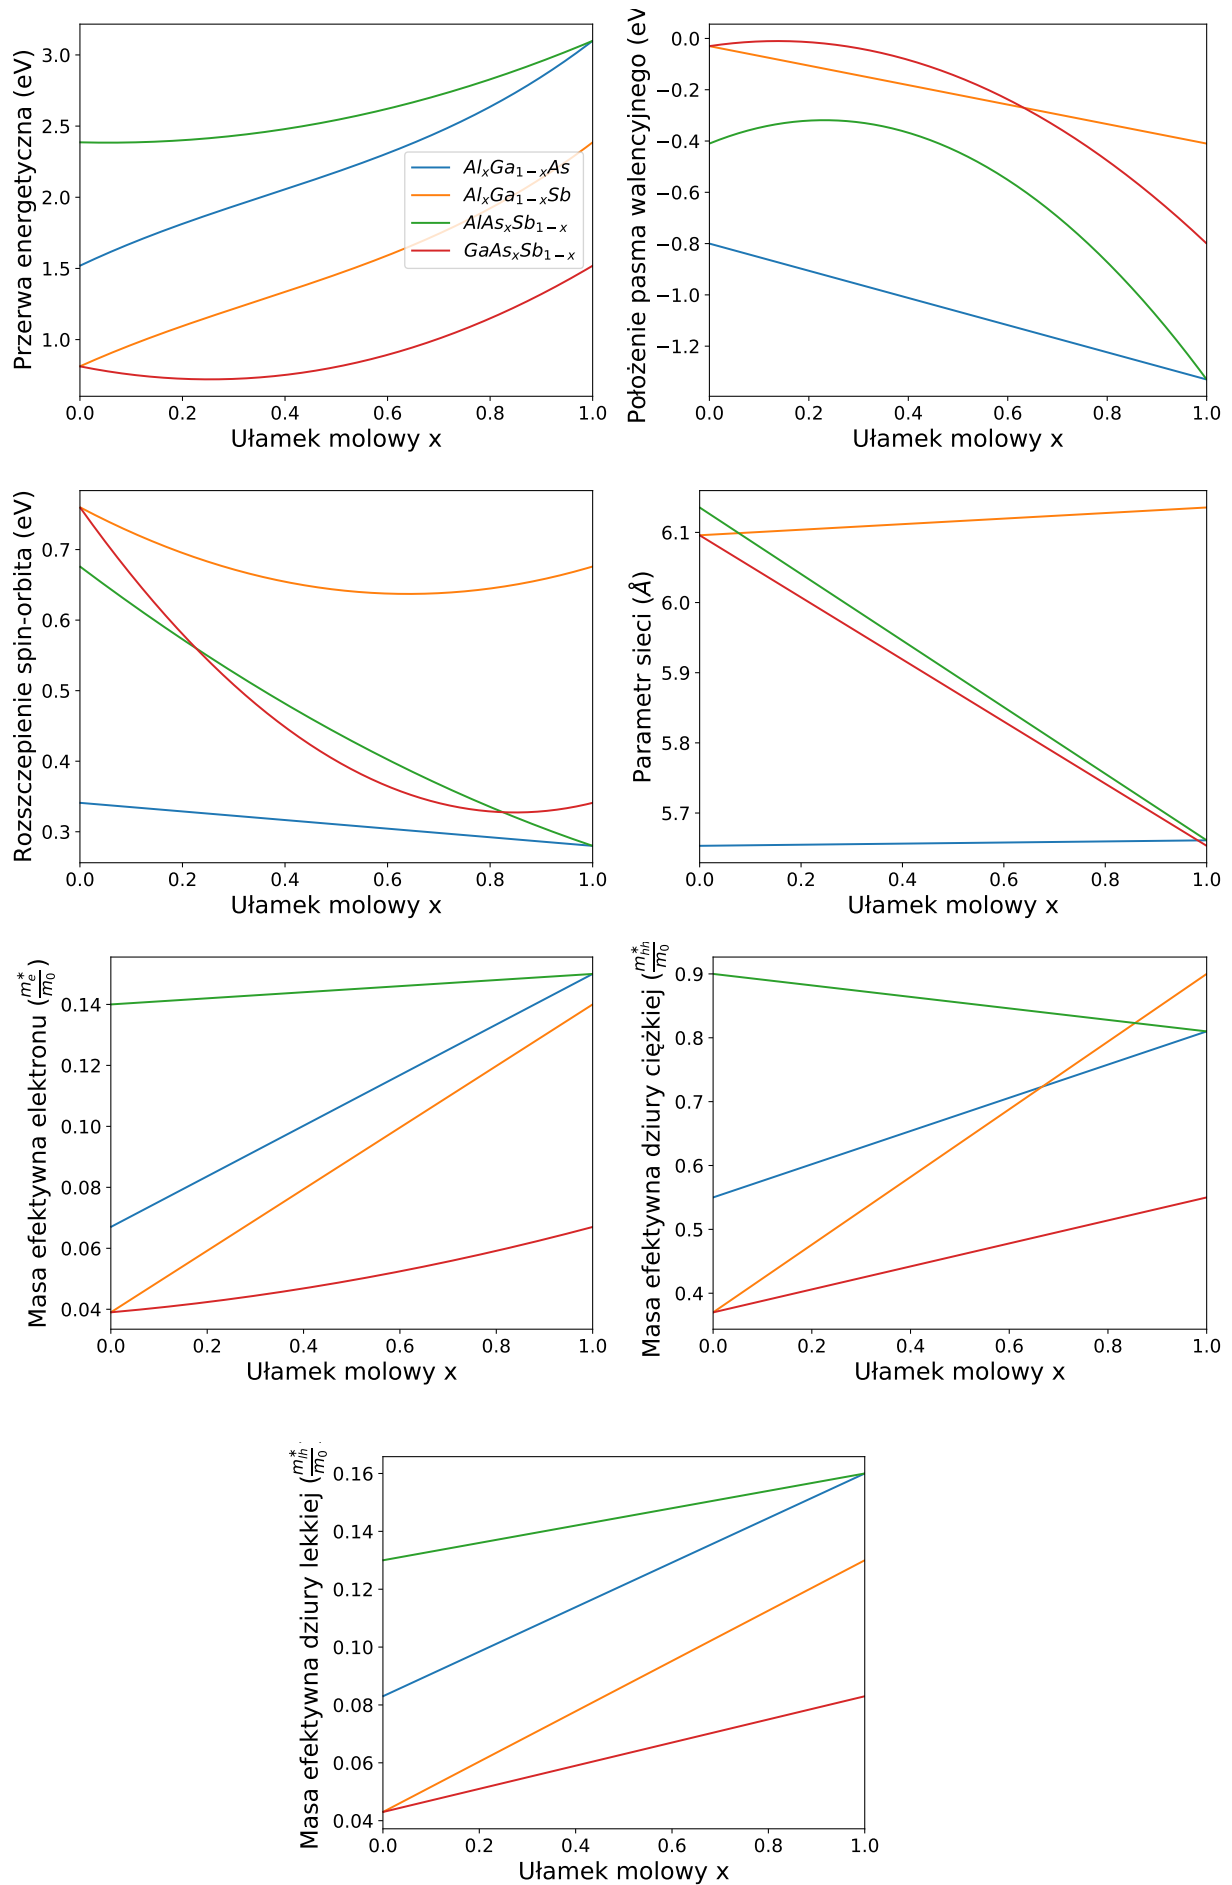 Przerwa energetyczna (eV)
3.0
2.5
2.0
1.5
1.0
0.0 0.2 0.4 0.6 0.8 1.0
Ułamek molowy x
AlₓGa₁₋ₓAs
AlₓGa₁₋ₓSb
AlAsₓSb₁₋ₓ
GaAsₓSb₁₋ₓ
Położenie pasma walencyjnego (eV
0.0
−0.2
−0.4
−0.6
−0.8
−1.0
−1.2
0.0 0.2 0.4 0.6 0.8 1.0
Ułamek molowy x
Rozszczepienie spin-orbita (eV)
0.7
0.6
0.5
0.4
0.3
0.0 0.2 0.4 0.6 0.8 1.0
Ułamek molowy x
Parametr sieci (Å)
6.1
6.0
5.9
5.8
5.7
0.0 0.2 0.4 0.6 0.8 1.0
Ułamek molowy x
Masa efektywna elektronu (m*ₑ/m₀)
0.14
0.12
0.10
0.08
0.06
0.04
0.0 0.2 0.4 0.6 0.8 1.0
Ułamek molowy x
Masa efektywna dziury ciężkiej (m*ₕₕ/m₀
0.9
0.8
0.7
0.6
0.5
0.4
0.0 0.2 0.4 0.6 0.8 1.0
Ułamek molowy x
Masa efektywna dziury lekkiej (m*ₗₕ/m₀
0.16
0.14
0.12
0.10
0.08
0.06
0.04
0.0 0.2 0.4 0.6 0.8 1.0
Ułamek molowy x